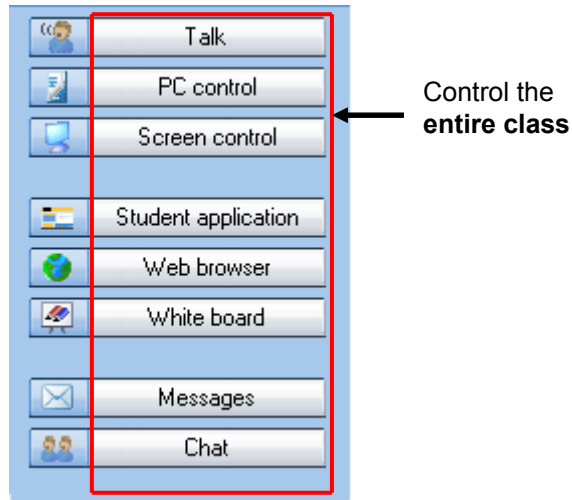 Talk
PC control
Screen control
Student application
Web browser
White board
Messages
Chat
Control the
entire class